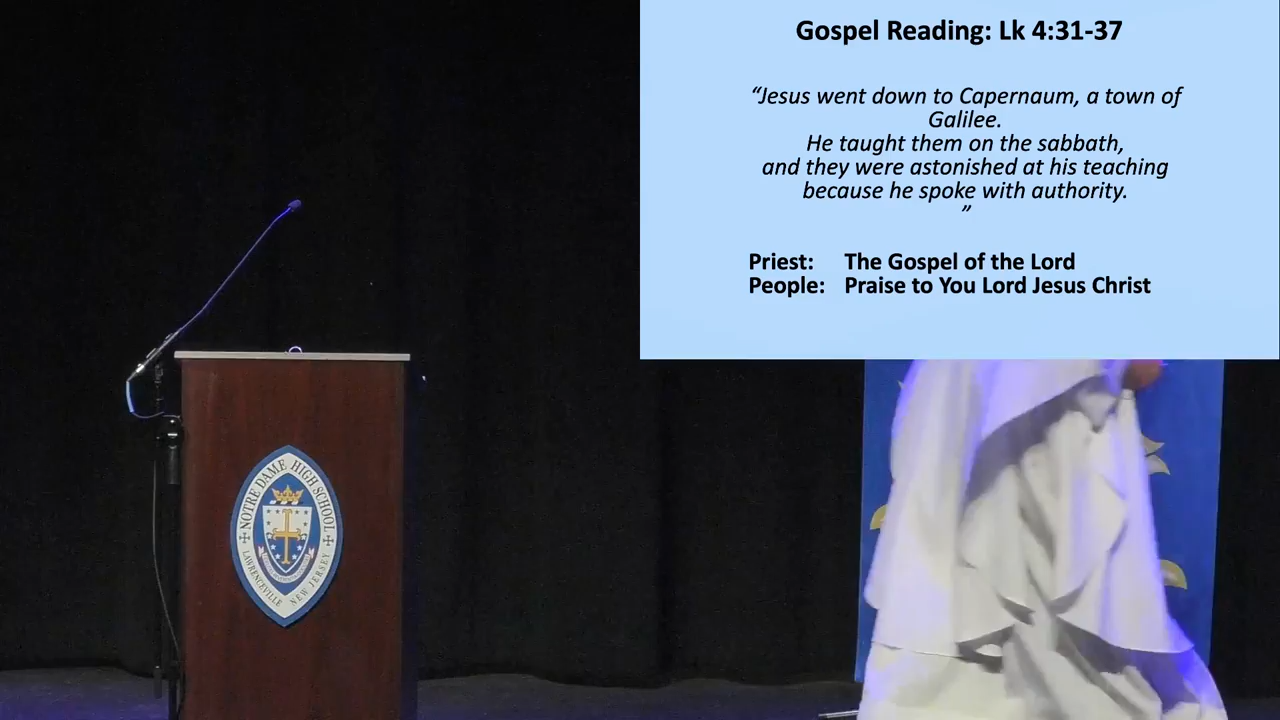 Gospel Reading: Lk 4:31-37
“Jesus went down to Capernaum, a town of
Galilee.
He taught them on the sabbath,
and they were astonished at his teaching
because he spoke with authority.
”
Priest: The Gospel of the Lord
People: Praise to You Lord Jesus Christ
NOTRE DAME HIGH SCHOOL
LAWRENCEVILLE NEW JERSEY